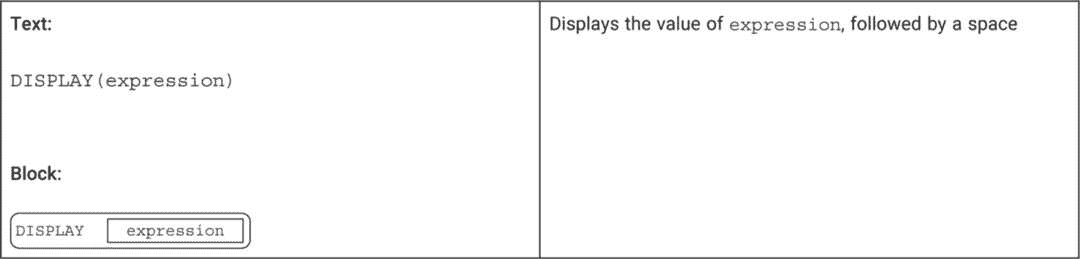 Text:
DISPLAY(expression)
Block:
DISPLAY expression
Displays the value of expression, followed by a space